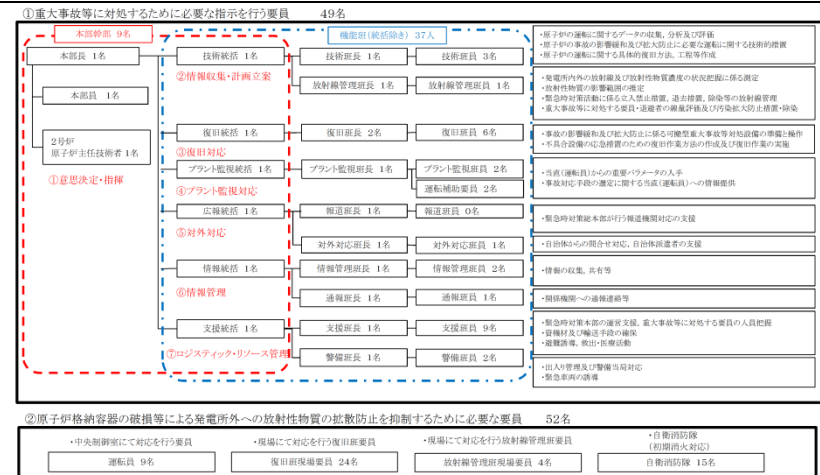 ①重大事故等に対処するために必要な指示を行う要員　49名
本部幹部 9名
機能班(統括除き) 37人
本部長 1名
技術統括 1名
技術班長 1名
技術班員 3名
・原子炉の運転に関するデータの収集, 分析及び評価
・原子炉の事故の影響緩和及び拡大防止に必要な運転に関する技術的措置
・原子炉の運転に関する具体的復旧方法, 工程等作成
②情報収集・計画立案
放射線管理班長 1名
放射線管理班員 1名
・発電所内外の放射線及び放射性物質濃度の状況把握に係る測定
・放射性物質の影響範囲の推定
・緊急時対策活動に係る立入禁止措置, 退去措置, 除染等の放射線管理
・重大事故等に対処する要員・退避者の線量評価及び汚染拡大防止措置・除染
本部員 1名
2号炉
原子炉主任技術者 1名
①意思決定・指揮
復旧統括 1名
復旧班長 2名
復旧班員 6名
・事故の影響緩和及び拡大防止に係る可搬型重大事故等対処設備の準備と操作
・不具合設備の応急措置のための復旧作業方法の作成及び復旧作業の実施
③復旧対応
プラント監視統括 1名
プラント監視班長 1名
プラント監視班員 2名
運転補助要員 2名
・当直(運転員)からの重要パラメータの入手
・事故対応手段の選定に関する当直(運転員)への情報提供
④プラント監視対応
広報統括 1名
報道班長 1名
報道班員 0名
・緊急時対策総本部が行う報道機関対応の支援
⑤対外対応
対外対応班長 1名
対外対応班員 1名
・自治体からの問合せ対応, 自治体派遣者の支援
情報統括 1名
情報管理班長 1名
情報管理班員 2名
・情報の収集, 共有等
⑥情報管理
通報班長 1名
通報班員 1名
・関係機関への通報連絡等
支援統括 1名
支援班長 1名
支援班員 9名
・緊急時対策本部の運営支援, 重大事故等に対処する要員の人員把握
・資機材及び輸送手段の確保
・避難誘導, 救出・医療活動
⑦ロジスティック・リソース管理
警備班長 1名
警備班員 2名
・出入り管理及び警備当局対応
・緊急車両の誘導
②原子炉格納容器の破損等による発電所外への放射性物質の拡散防止を抑制するために必要な要員　52名
・中央制御室にて対応を行う要員
・現場にて対応を行う復旧班要員
・現場にて対応を行う放射線管理班要員
・自衛消防隊
(初期消火対応)
運転員 9名
復旧班現場要員 24名
放射線管理班現場要員 4名
自衛消防隊 15名